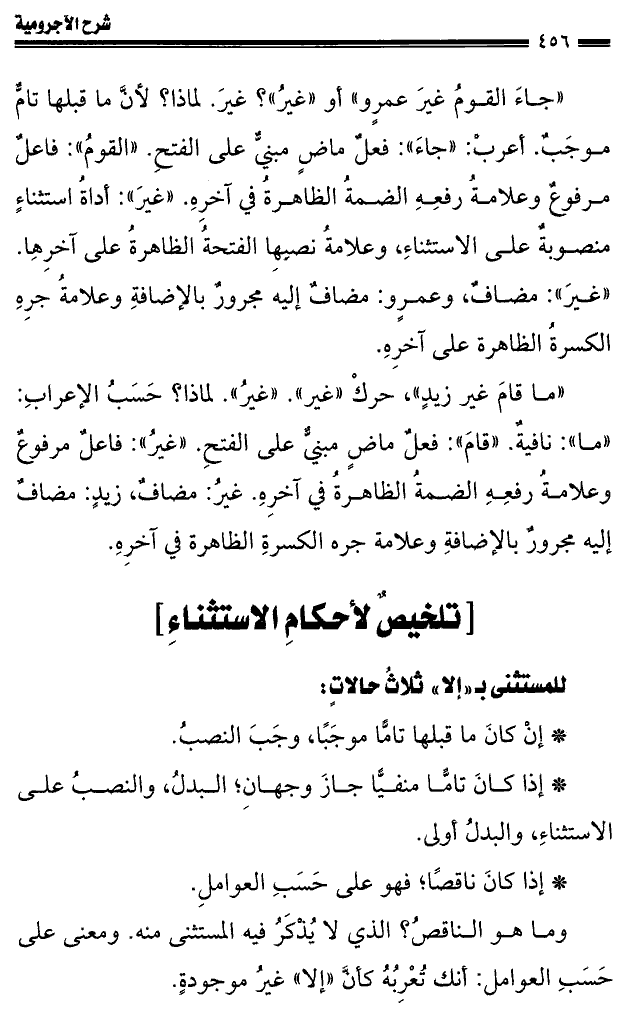 شرح الآجرومية
٤٥٦
«جاءَ القومُ غيرَ عمرٍو» أو «غيرُ»؟ غيرَ. لماذا؟ لأنَّ ما قبلها تامٌّ
موجَبٌ. أعربْ: «جاءَ»: فعلٌ ماضٍ مبنيٌّ على الفتحِ. «القومُ»: فاعلٌ
مرفوعٌ وعلامةُ رفعِهِ الضمةُ الظاهرةُ في آخرِهِ. «غيرَ»: أداةُ استثناءٍ
منصوبةٌ على الاستثناءِ، وعلامةُ نصبِها الفتحةُ الظاهرةُ على آخرِها.
«غيرَ»: مضافٌ، وعمرٍو: مضافٌ إليه مجرورٌ بالإضافةِ وعلامةُ جرِهِ
الكسرةُ الظاهرة على آخرِهِ.
«ما قامَ غير زيدٍ»، حركْ «غير». «غيرُ». لماذا؟ حَسَبُ الإعرابِ:
«ما»: نافيةٌ. «قامَ»: فعلٌ ماضٍ مبنيٌّ على الفتحِ. «غيرُ»: فاعلٌ مرفوعٌ
وعلامةُ رفعِهِ الضمةُ الظاهرةُ في آخرِهِ. غيرُ: مضافٌ، زيدٍ: مضافٌ
إليه مجرورٌ بالإضافةِ وعلامة جره الكسرةِ الظاهرة في آخرِهِ.
[تلخيصٌ لأحكامِ الاستثناءِ]
للمستثنى بـ«إلا» ثلاثُ حالاتٍ:
* إنْ كانَ ما قبلها تامًّا موجَبًا، وجَبَ النصبُ.
* إذا كانَ تامًّا منفيًّا جازَ وجهانِ؛ البدلُ، والنصبُ على
الاستثناءِ، والبدلُ أولى.
* إذا كانَ ناقصًا؛ فهو على حَسَبِ العواملِ.
وما هو الناقصُ؟ الذي لا يُذْكَرُ فيه المستثنى منه. ومعنى على
حَسَبِ العوامل: أنك تُعْرِبُهُ كأنَّ «إلا» غيرُ موجودةٍ.